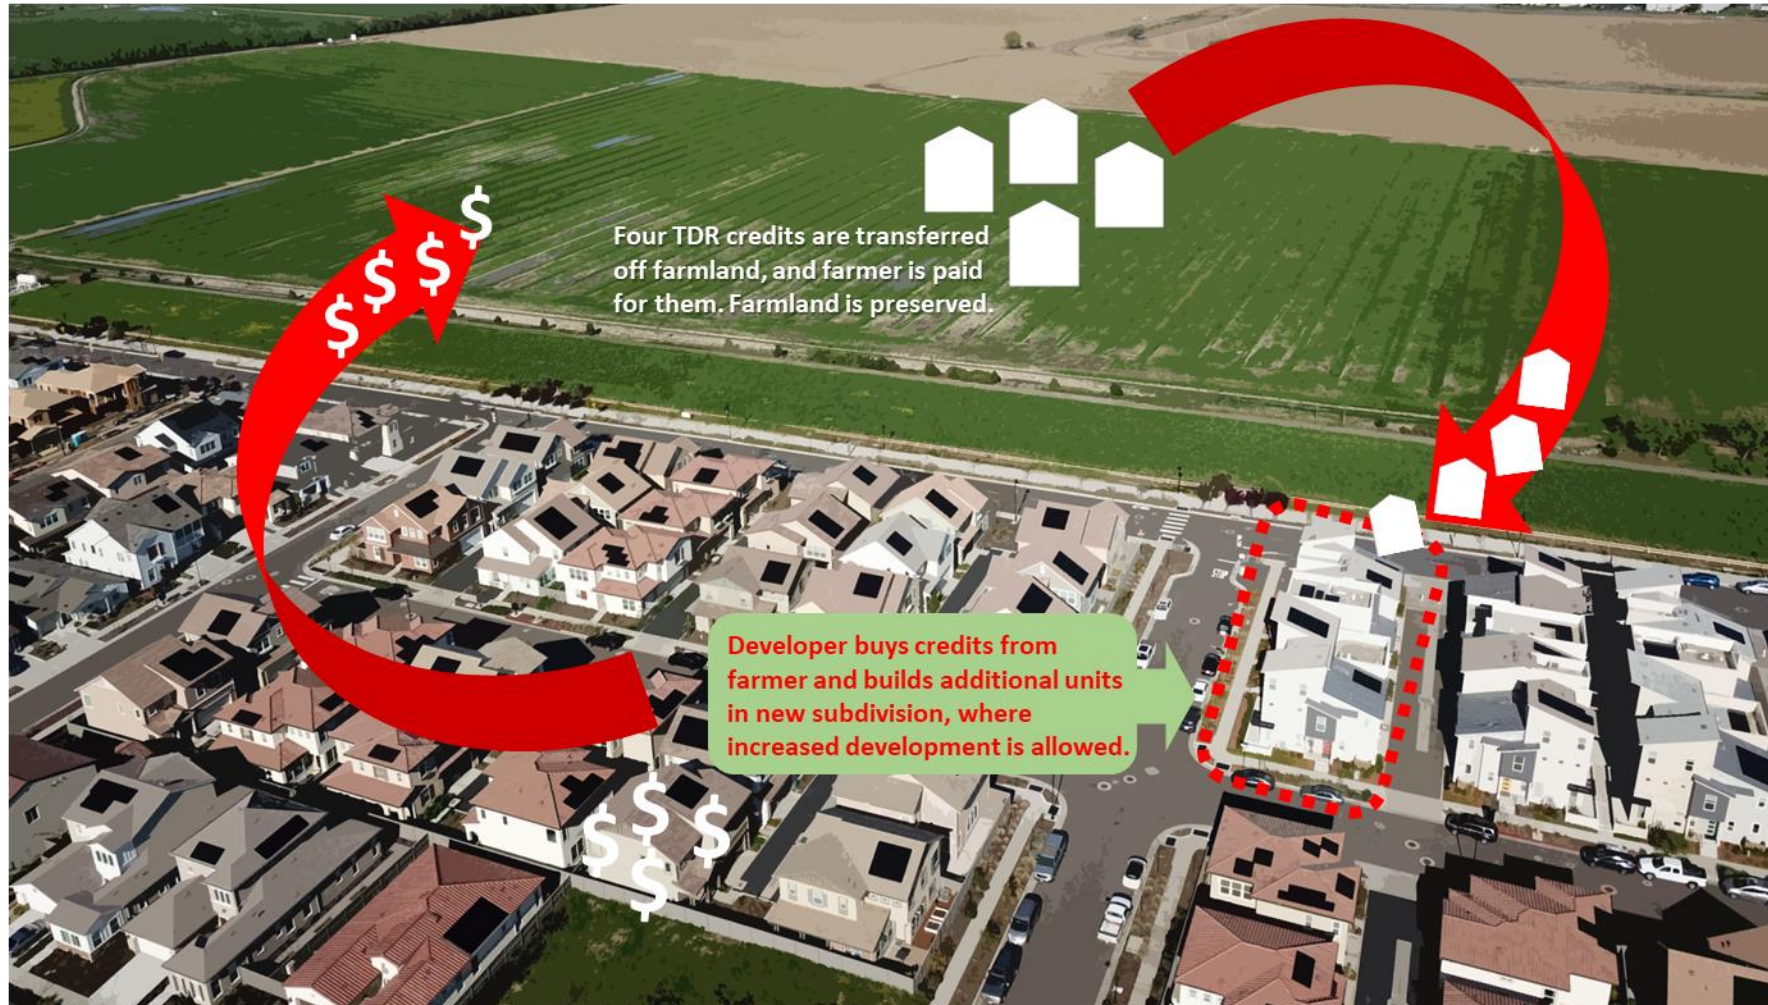 $ $ $ $
Four TDR credits are transferred
off farmland, and farmer is paid
for them. Farmland is preserved.
STOP
Developer buys credits from
farmer and builds additional units
in new subdivision, where
increased development is allowed.
$ $ $ $